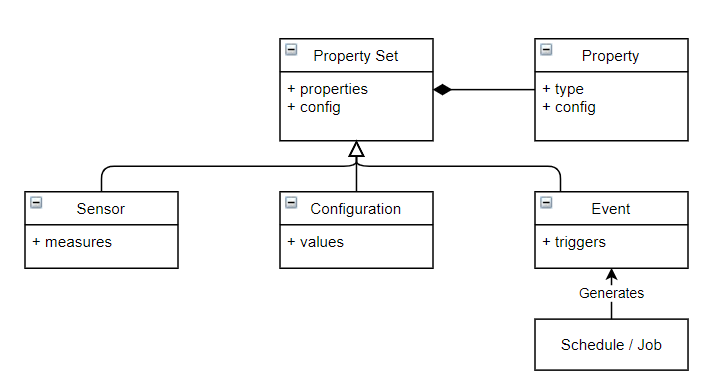 Property Set
+ properties
+ config
Property
+ type
+ config
Sensor
+ measures
Configuration
+ values
Event
+ triggers
Generates
Schedule / Job